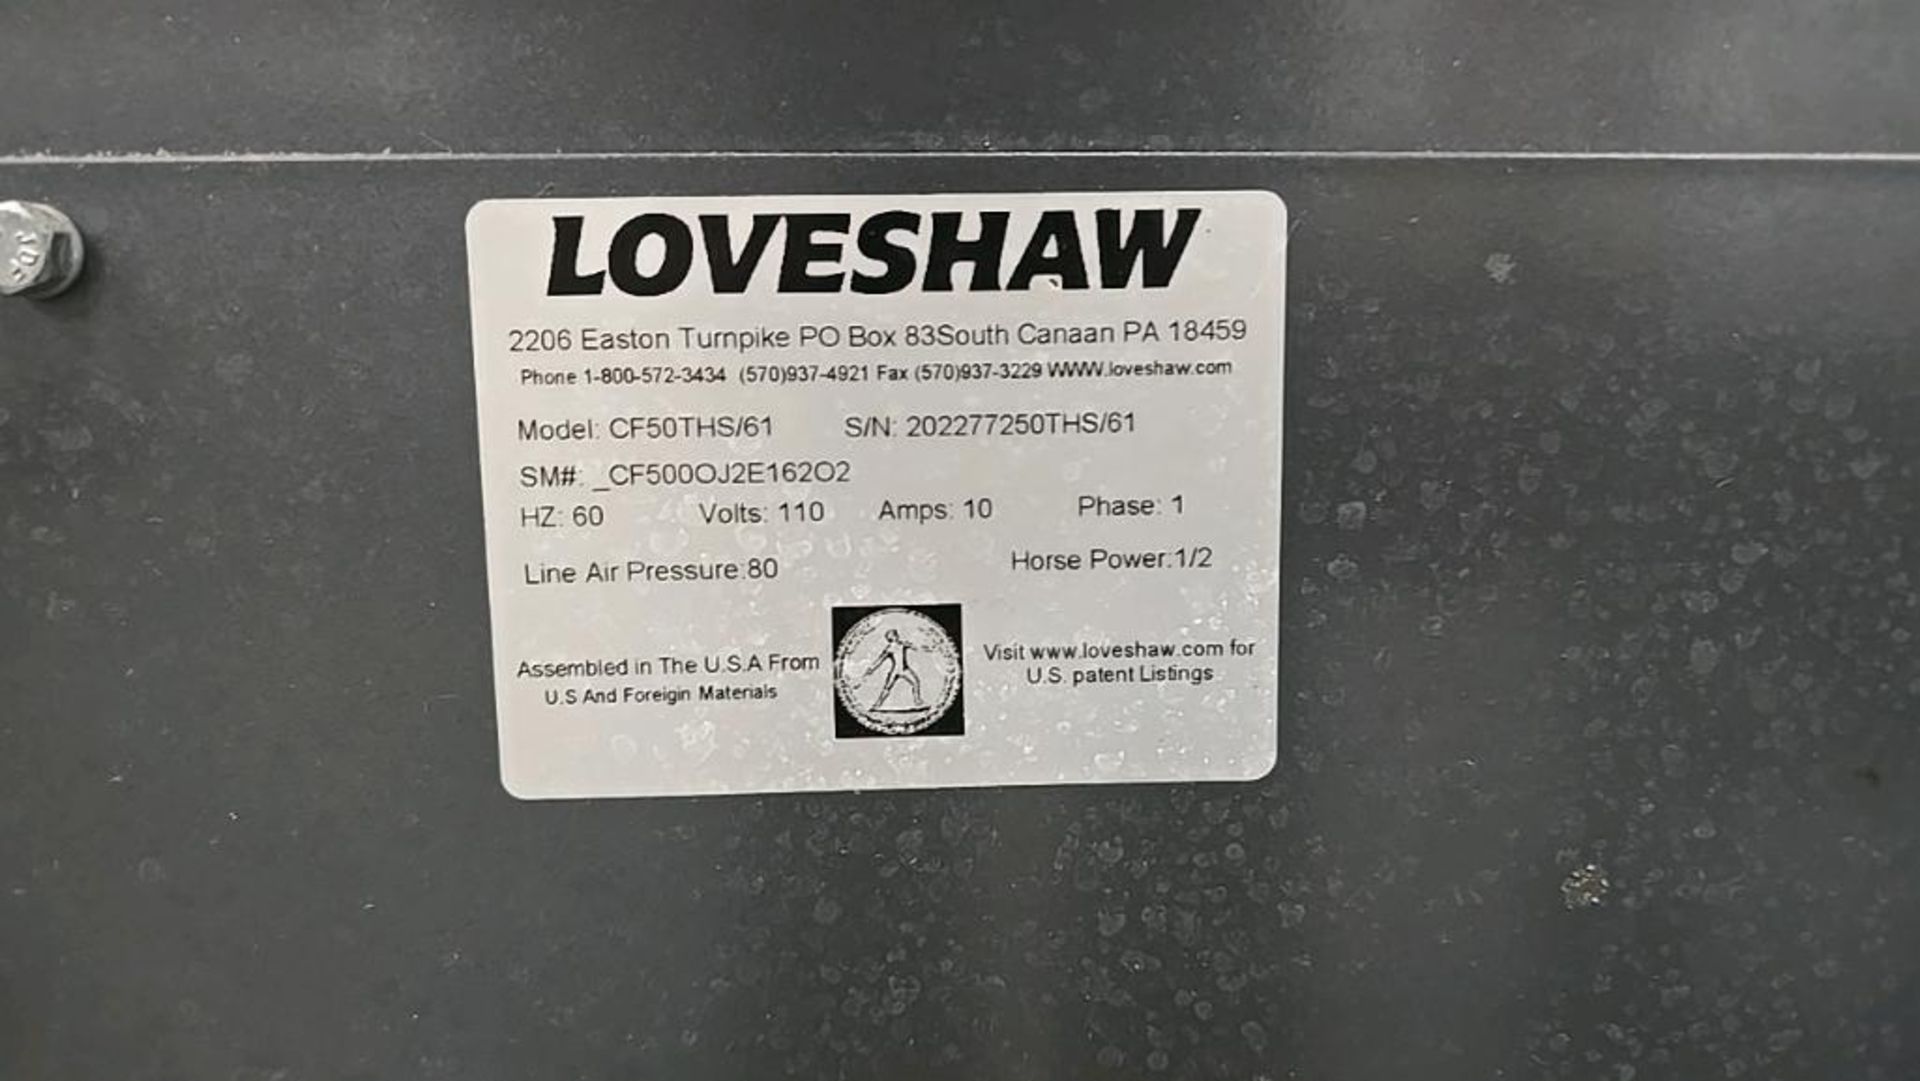 LOVESHAW
2206 Easton Turnpike PO Box 83South Canaan PA 18459
Phone 1-800-572-3434 (570)937-4921 Fax (570)937-3229 WWW.loveshaw.com
Model: CF50THS/61 S/N: 202277250THS/61
SM#: _CF500OJ2E162O2
HZ: 60 Volts: 110 Amps: 10 Phase: 1
Line Air Pressure:80 Horse Power:1/2
Assembled in The U.S.A From
U.S And Foreigin Materials
Visit www.loveshaw.com for
U.S. patent Listings